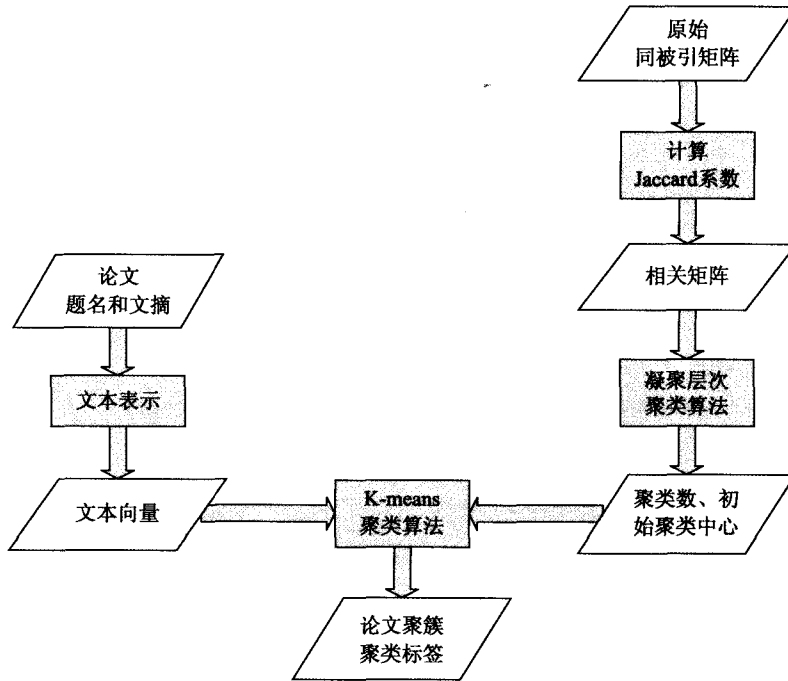 原始
同被引矩阵
计算
Jaccard系数
相关矩阵
论文
题名和文摘
凝聚层次
聚类算法
文本表示
文本向量
K-means
聚类算法
聚类数、初
始聚类中心
论文聚簇
聚类标签